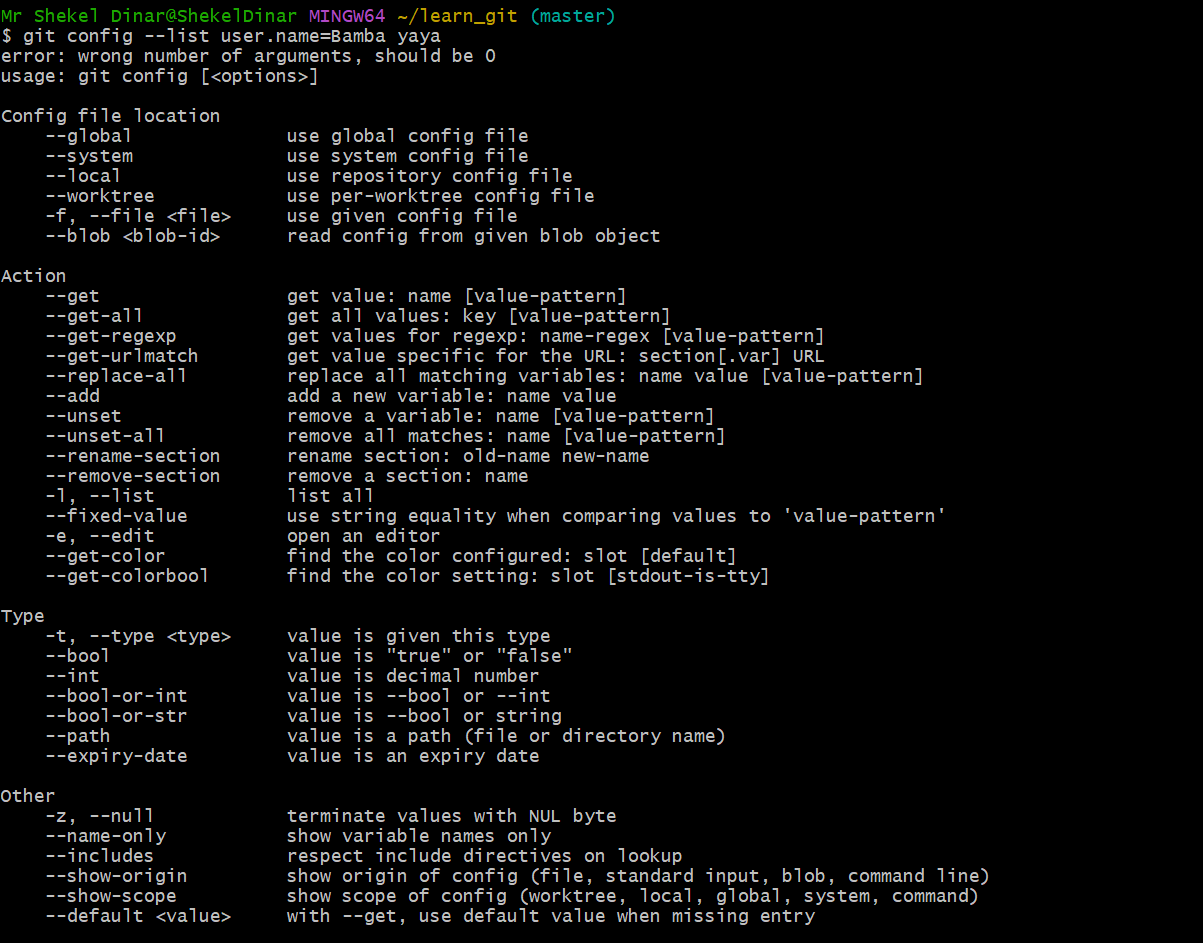 Mr Shekel Dinar@ShekelDinar MINGW64 ~/learn_git (master)
$ git config --list user.name=Bamba yaya
error: wrong number of arguments, should be 0
usage: git config [<options>]
Config file location
--global use global config file
--system use system config file
--local use repository config file
--worktree use per-worktree config file
-f, --file <file> use given config file
--blob <blob-id> read config from given blob object
Action
--get get value: name [value-pattern]
--get-all get all values: key [value-pattern]
--get-regexp get values for regexp: name-regex [value-pattern]
--get-urlmatch get value specific for the URL: section[.var] URL
--replace-all replace all matching variables: name value [value-pattern]
--add add a new variable: name value
--unset remove a variable: name [value-pattern]
--unset-all remove all matches: name [value-pattern]
--rename-section rename section: old-name new-name
--remove-section remove a section: name
-l, --list list all
--fixed-value use string equality when comparing values to 'value-pattern'
-e, --edit open an editor
--get-color find the color configured: slot [default]
--get-colorbool find the color setting: slot [stdout-is-tty]
Type
-t, --type <type> value is given this type
--bool value is "true" or "false"
--int value is decimal number
--bool-or-int value is --bool or --int
--bool-or-str value is --bool or string
--path value is a path (file or directory name)
--expiry-date value is an expiry date
Other
-z, --null terminate values with NUL byte
--name-only show variable names only
--includes respect include directives on lookup
--show-origin show origin of config (file, standard input, blob, command line)
--show-scope show scope of config (worktree, local, global, system, command)
--default <value> with --get, use default value when missing entry